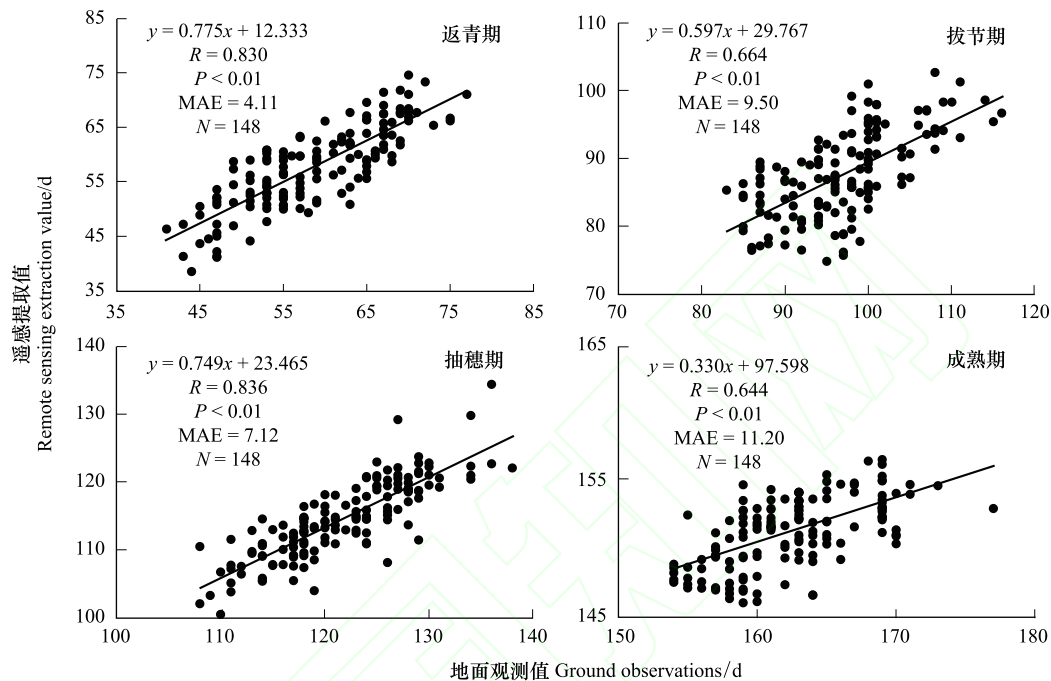 85
75
65
55
45
35
35
45
55
65
75
85
y = 0.775x + 12.333
R = 0.830
P < 0.01
MAE = 4.11
N = 148
返青期
110
100
90
80
70
70
80
90
100
110
120
y = 0.597x + 29.767
R = 0.664
P < 0.01
MAE = 9.50
N = 148
拔节期
140
130
120
110
100
100
110
120
130
140
y = 0.749x + 23.465
R = 0.836
P < 0.01
MAE = 7.12
N = 148
抽穗期
165
155
145
150
160
170
180
y = 0.330x + 97.598
R = 0.644
P < 0.01
MAE = 11.20
N = 148
成熟期
遥感提取值
Remote sensing extraction value/d
地面观测值 Ground observations/d